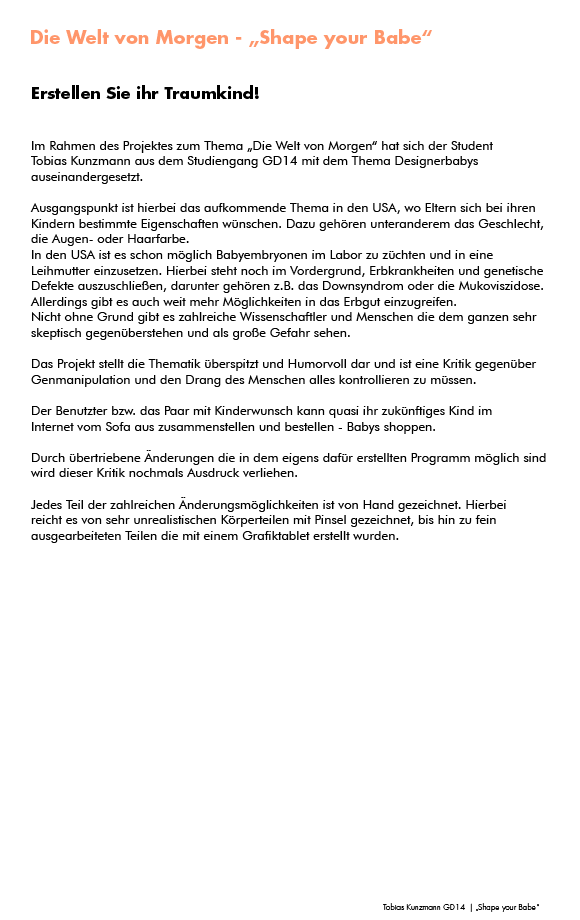 Die Welt von Morgen - „Shape your Babe“
Erstellen Sie ihr Traumkind!
Im Rahmen des Projektes zum Thema „Die Welt von Morgen“ hat sich der Student
Tobias Kunzmann aus dem Studiengang GD14 mit dem Thema Designerbabys
auseinandergesetzt.
Ausgangspunkt ist hierbei das aufkommende Thema in den USA, wo Eltern sich bei ihren
Kindern bestimmte Eigenschaften wünschen. Dazu gehören unteranderem das Geschlecht,
die Augen- oder Haarfarbe.
In den USA ist es schon möglich Babyembryonen im Labor zu züchten und in eine
Leihmutter einzusetzen. Hierbei steht noch im Vordergrund, Erbkrankheiten und genetische
Defekte auszuschließen, darunter gehören z.B. das Downsyndrom oder die Mukoviszidose.
Allerdings gibt es auch weit mehr Möglichkeiten in das Erbgut einzugreifen.
Nicht ohne Grund gibt es zahlreiche Wissenschaftler und Menschen die dem ganzen sehr
skeptisch gegenüberstehen und als große Gefahr sehen.
Das Projekt stellt die Thematik überspitzt und Humorvoll dar und ist eine Kritik gegenüber
Genmanipulation und den Drang des Menschen alles kontrollieren zu müssen.
Der Benutzter bzw. das Paar mit Kinderwunsch kann quasi ihr zukünftiges Kind im
Internet vom Sofa aus zusammenstellen und bestellen - Babys shoppen.
Durch übertriebene Änderungen die in dem eigens dafür erstellten Programm möglich sind
wird dieser Kritik nochmals Ausdruck verliehen.
Jedes Teil der zahlreichen Änderungsmöglichkeiten ist von Hand gezeichnet. Hierbei
reicht es von sehr unrealistischen Körperteilen mit Pinsel gezeichnet, bis hin zu fein
ausgearbeiteten Teilen die mit einem Grafiktablet erstellt wurden.
Tobias Kunzmann GD14 | „Shape your Babe“